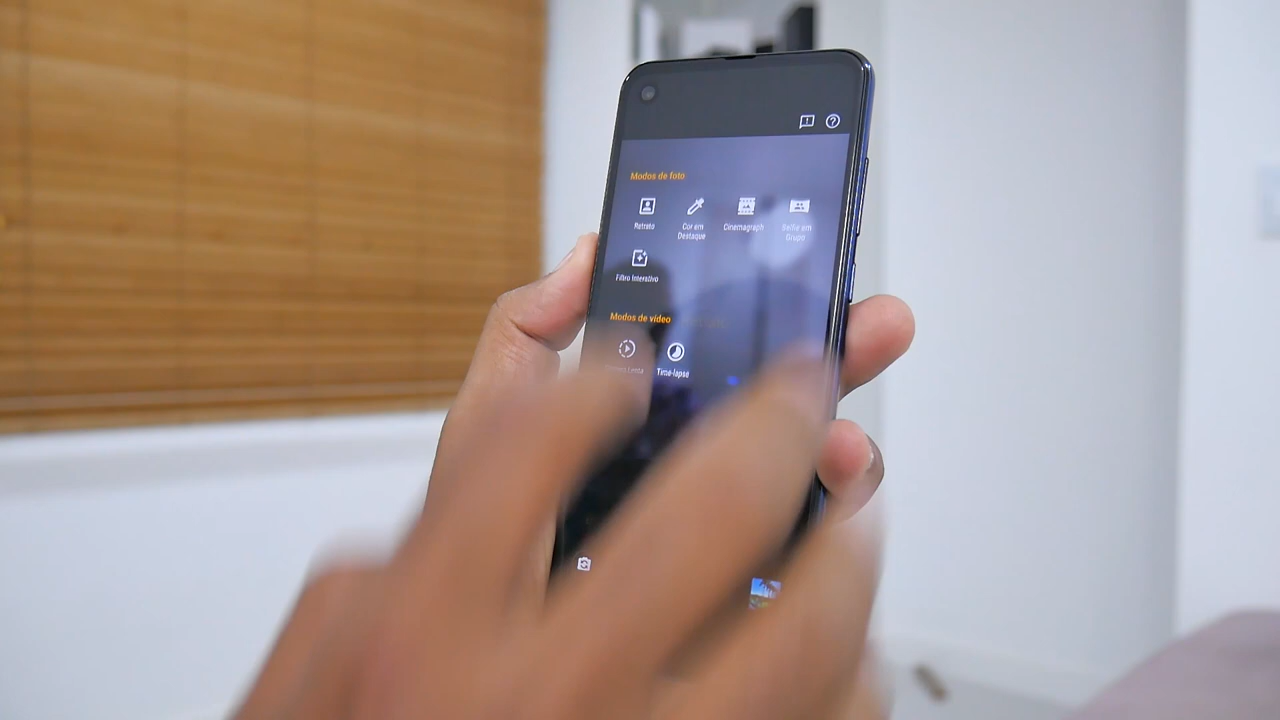 Modos de foto
Retrato
Cor em
Destaque
Cinemagraph
Selfie em
Grupo
Filtro Interativo
Modos de vídeo
Time-lapse